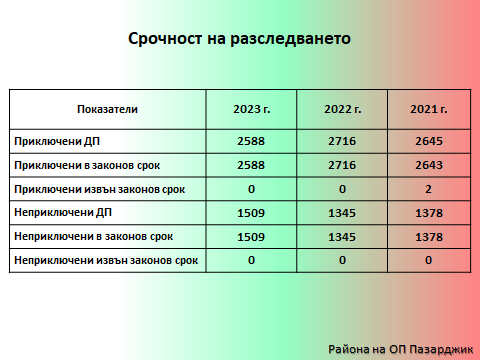 Срочност на разследването
Показатели 2023 г. 2022 г. 2021 г.
Приключени ДП 2588 2716 2645
Приключени в законов срок 2588 2716 2643
Приключени извън законов срок 0 0 2
Неприключени ДП 1509 1345 1378
Неприключени в законов срок 1509 1345 1378
Неприключени извън законов срок 0 0 0
Района на ОП Пазарджик